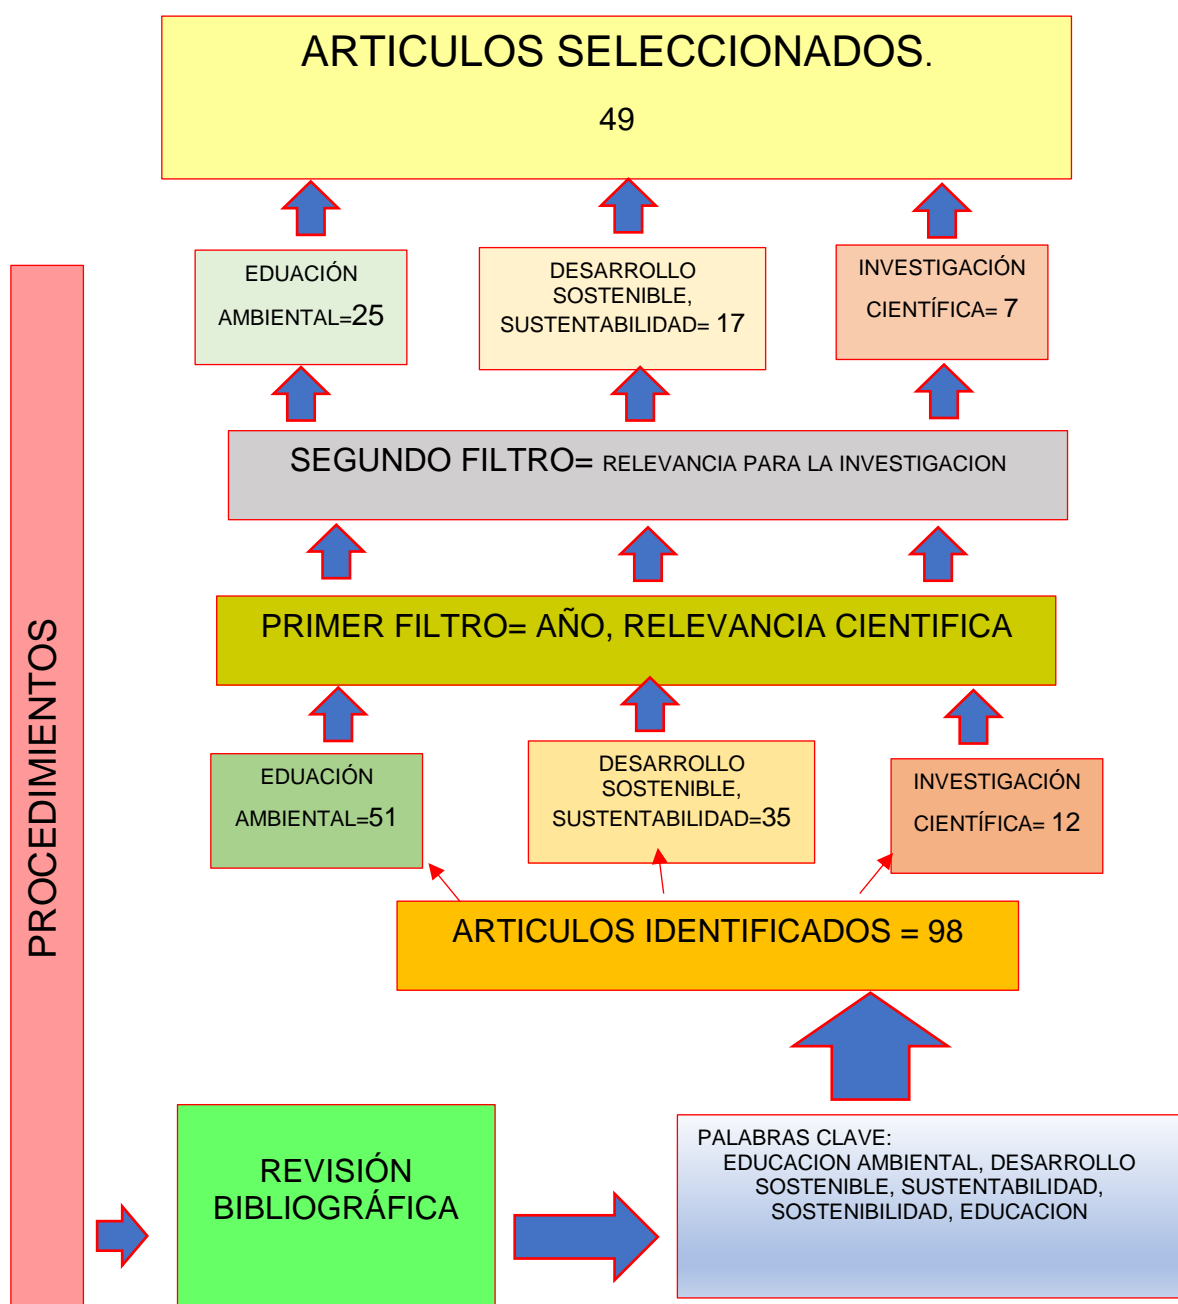 ARTICULOS SELECCIONADOS.
49
EDUACIÓN
AMBIENTAL=25
DESARROLLO
SOSTENIBLE,
SUSTENTABILIDAD= 17
INVESTIGACIÓN
CIENTÍFICA= 7
SEGUNDO FILTRO= RELEVANCIA PARA LA INVESTIGACION
PRIMER FILTRO= AÑO, RELEVANCIA CIENTIFICA
EDUACIÓN
AMBIENTAL=51
DESARROLLO
SOSTENIBLE,
SUSTENTABILIDAD=35
INVESTIGACIÓN
CIENTÍFICA= 12
ARTICULOS IDENTIFICADOS = 98
PROCEDIMIENTOS
REVISIÓN
BIBLIOGRÁFICA
PALABRAS CLAVE:
EDUCACION AMBIENTAL, DESARROLLO
SOSTENIBLE, SUSTENTABILIDAD,
SOSTENIBILIDAD, EDUCACION